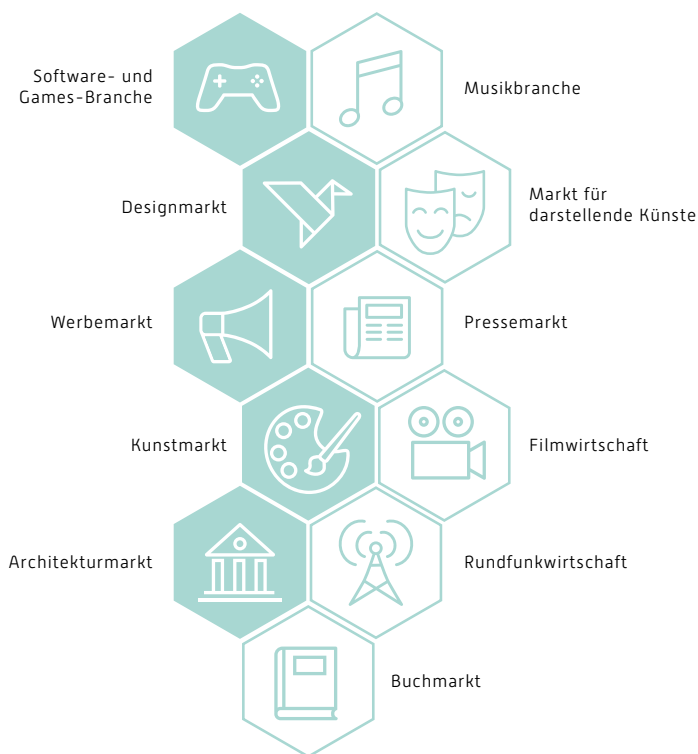 Software- und
Games-Branche
Musikbranche
Designmarkt
Markt für
darstellende Künste
Werbemarkt
Pressemarkt
Kunstmarkt
Filmwirtschaft
Architekturmarkt
Rundfunkwirtschaft
Buchmarkt